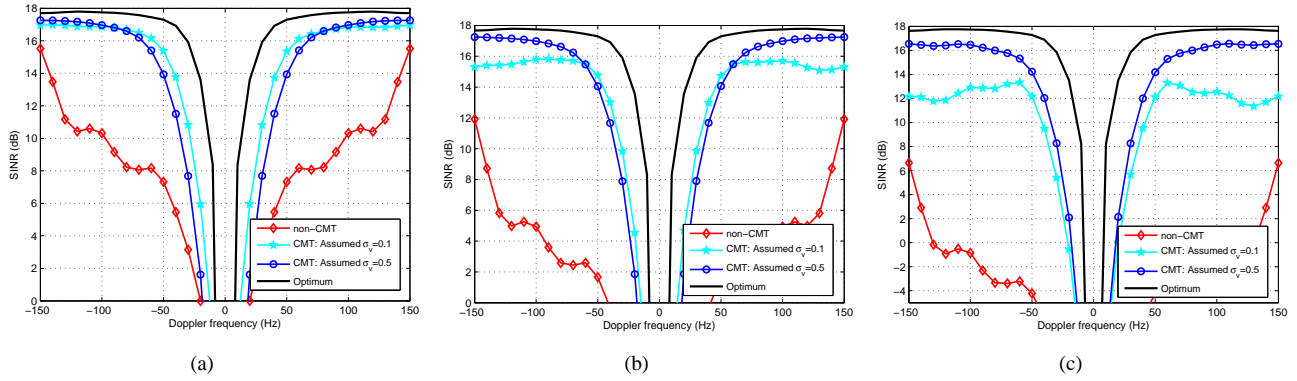 18
16
14
12
10
8
6
4
2
0
SINR (dB)
non−CMT
CMT: Assumed σv=0.1
CMT: Assumed σv=0.5
Optimum
−150 −100 −50 0 50 100 150
Doppler frequency (Hz)
(a)
18
16
14
12
10
8
6
4
2
0
SINR (dB)
non−CMT
CMT: Assumed σv=0.1
CMT: Assumed σv=0.5
Optimum
−150 −100 −50 0 50 100 150
Doppler frequency (Hz)
(b)
18
16
14
12
10
8
6
4
2
0
−2
−4
SINR (dB)
non−CMT
CMT: Assumed σv=0.1
CMT: Assumed σv=0.5
Optimum
−150 −100 −50 0 50 100 150
Doppler frequency (Hz)
(c)